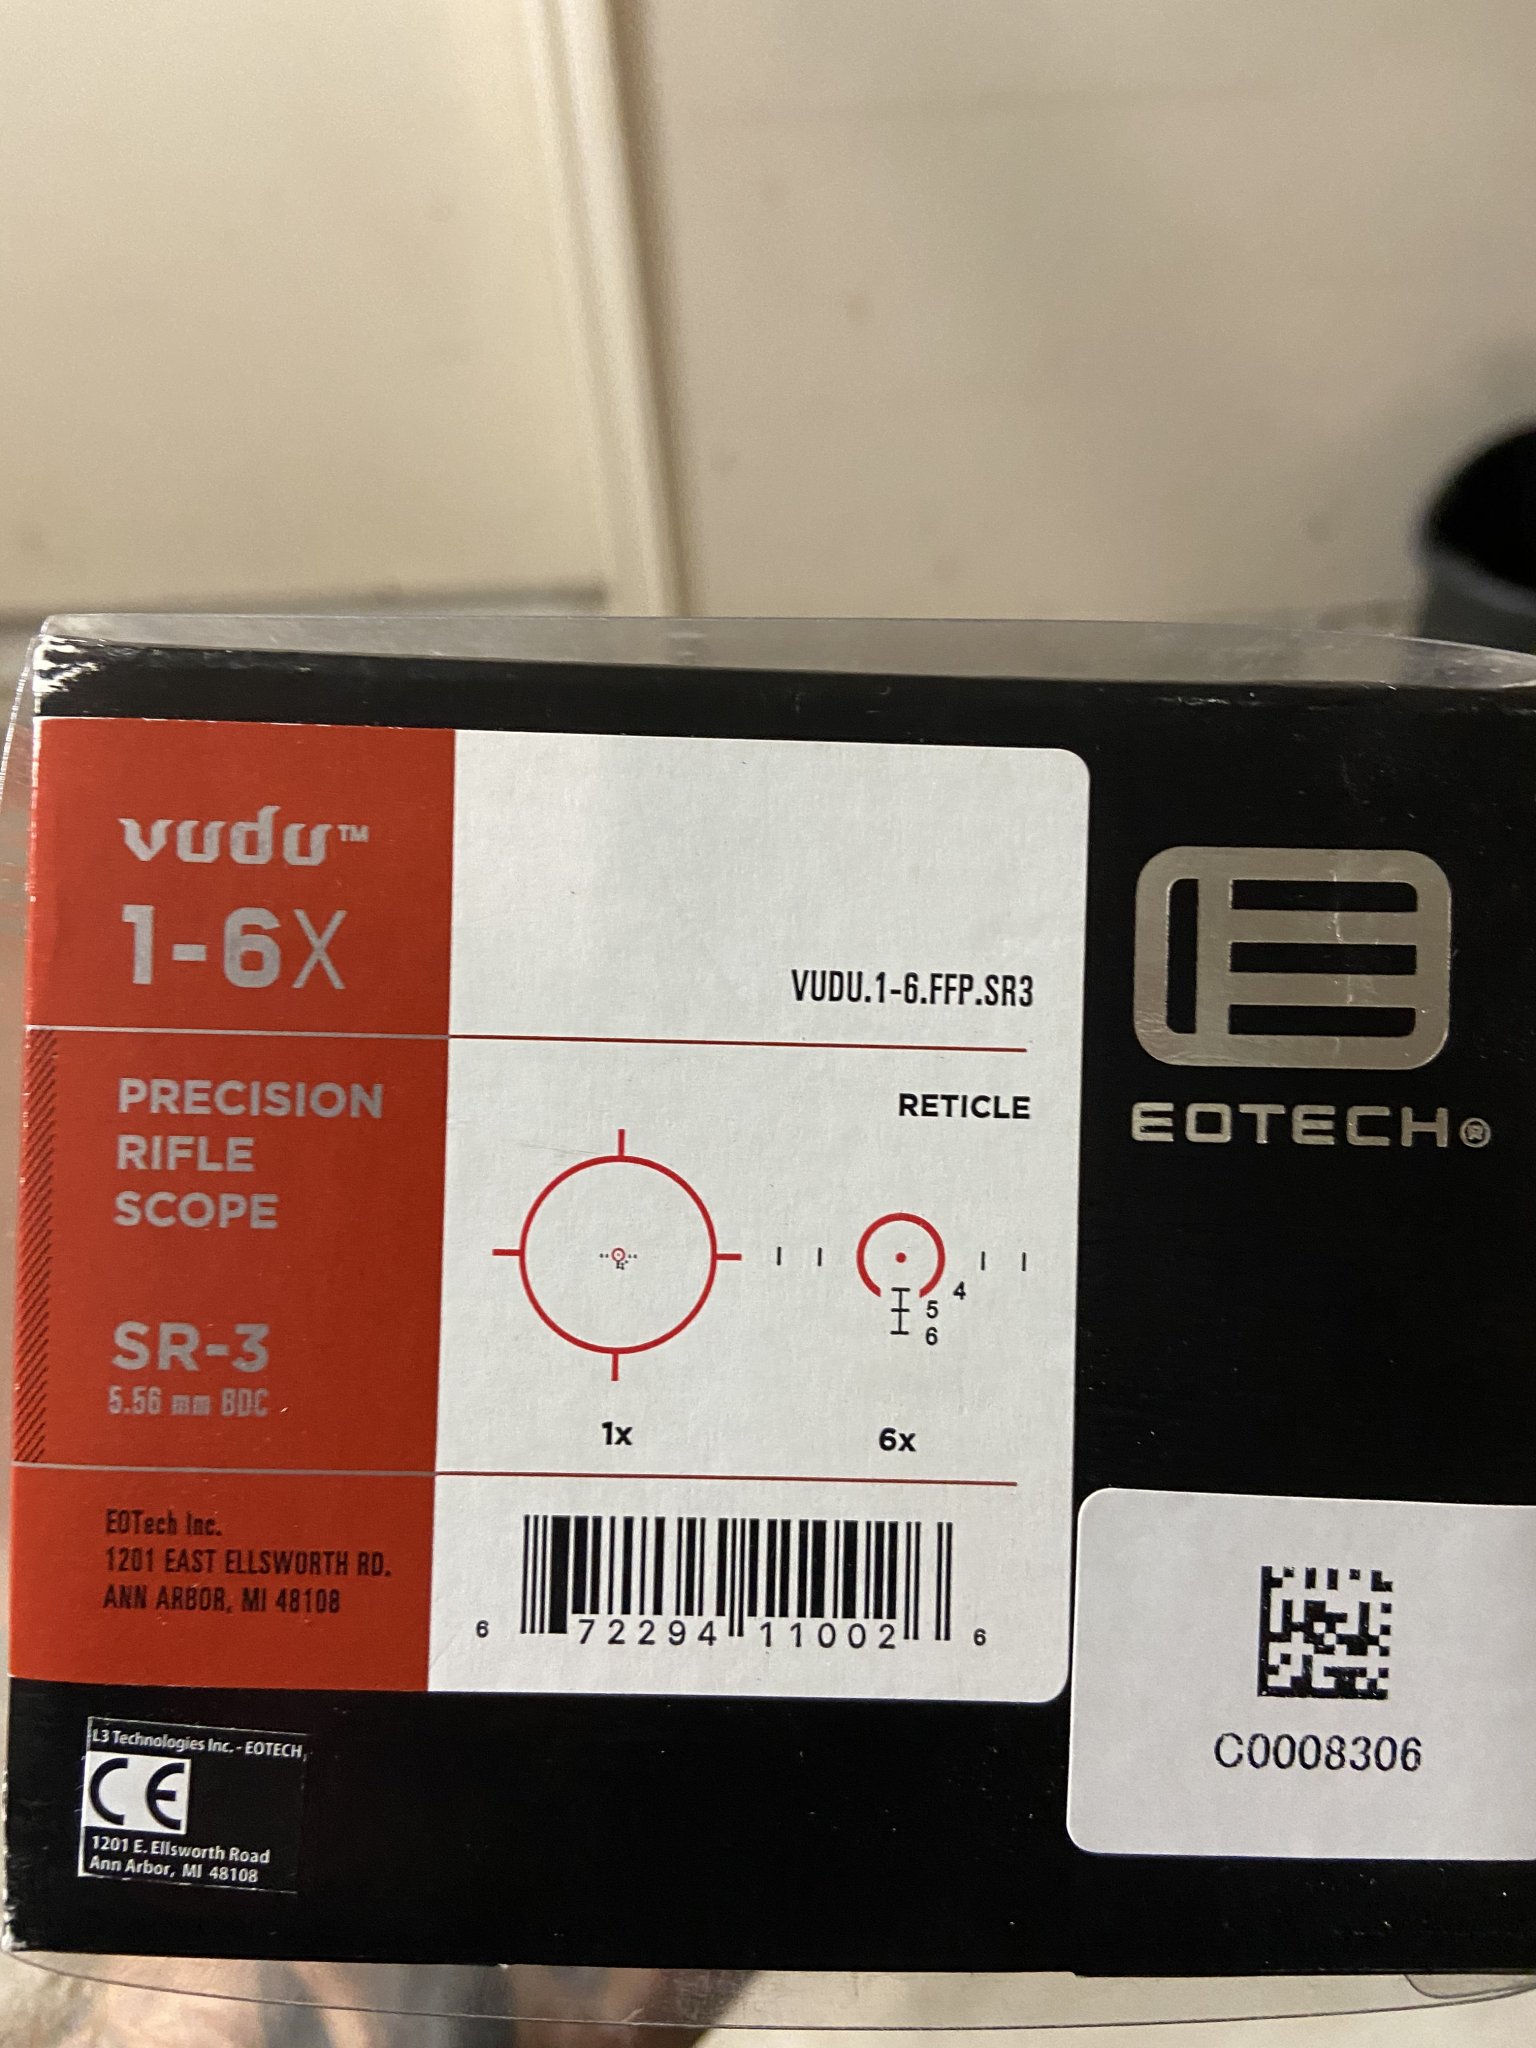 vudu™
1-6X
PRECISION
RIFLE
SCOPE
SR-3
5.56 mm BDC
EOTech Inc.
1201 EAST ELLSWORTH RD.
ANN ARBOR, MI 48108
VUDU.1-6.FFP.SR3
RETICLE
4
5
6
1x
6x
6 72294 11002 6
EOTECH®
C0008306
L3 Technologies Inc. - EOTECH,
CE
1201 E. Ellsworth Road
Ann Arbor, MI 48108